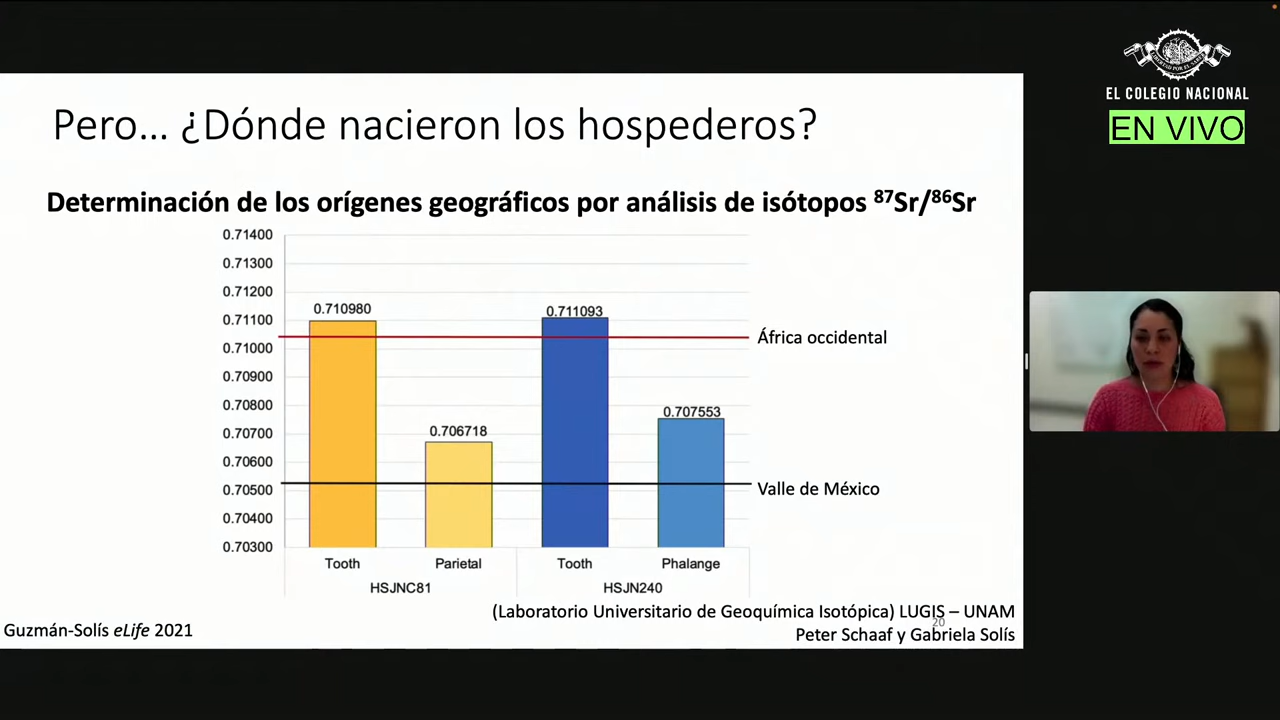 EL COLEGIO NACIONAL
EN VIVO
Pero... ¿Dónde nacieron los hospederos?
Determinación de los orígenes geográficos por análisis de isótopos ⁸⁷Sr/⁸⁶Sr
0.71400
0.71300
0.71200
0.71100
0.71000
0.70900
0.70800
0.70700
0.70600
0.70500
0.70400
0.70300
0.710980
0.706718
0.711093
0.707553
África occidental
Valle de México
Tooth
Parietal
Tooth
Phalange
HSJNC81
HSJN240
(Laboratorio Universitario de Geoquímica Isotópica) LUGIS – UNAM
20
Peter Schaaf y Gabriela Solís
Guzmán-Solís eLife 2021